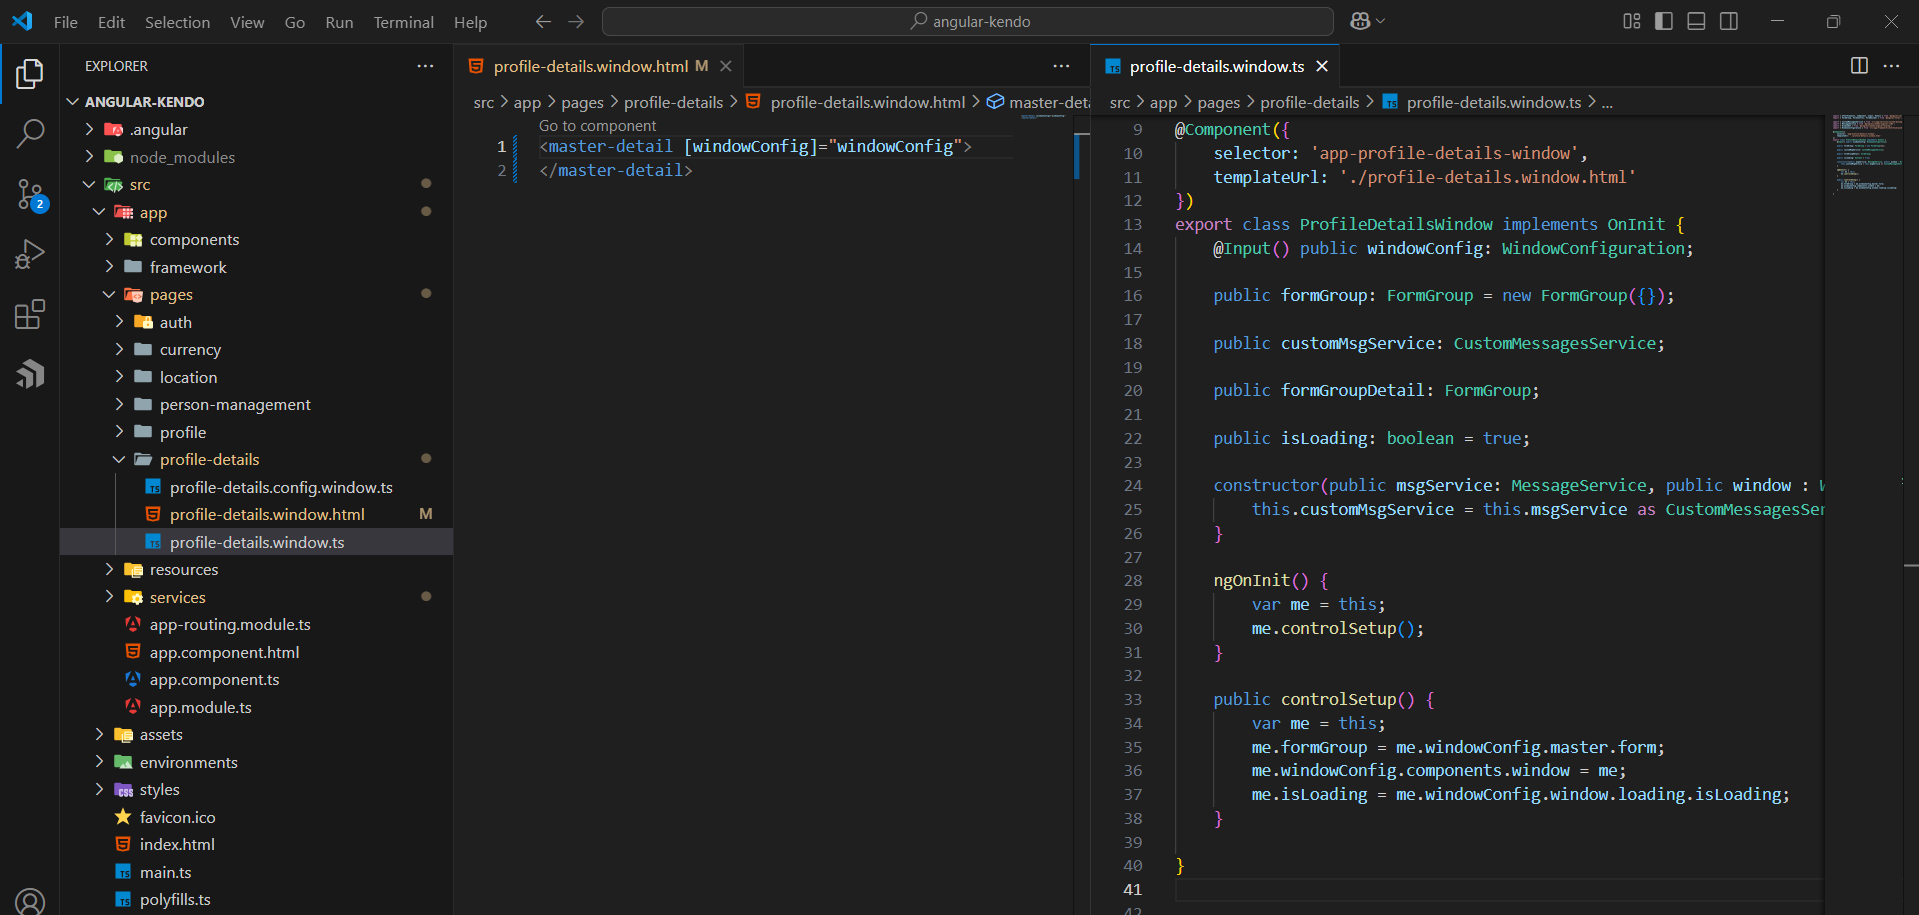 File Edit Selection View Go Run Terminal Help
angular-kendo
EXPLORER
ANGULAR-KENDO
.angular
node_modules
src
app
components
framework
pages
auth
currency
location
person-management
profile
profile-details
profile-details.config.window.ts
profile-details.window.html M
profile-details.window.ts
resources
services
app-routing.module.ts
app.component.html
app.component.ts
app.module.ts
assets
environments
styles
favicon.ico
index.html
main.ts
polyfills.ts
2
profile-details.window.html M
src > app > pages > profile-details > profile-details.window.html > master-deta
Go to component
1 <master-detail [windowConfig]="windowConfig">
2 </master-detail>
profile-details.window.ts
src > app > pages > profile-details > profile-details.window.ts > ...
9 @Component({
10 selector: 'app-profile-details-window',
11 templateUrl: './profile-details.window.html'
12 })
13 export class ProfileDetailsWindow implements OnInit {
14 @Input() public windowConfig: WindowConfiguration;
15
16 public formGroup: FormGroup = new FormGroup({});
17
18 public customMsgService: CustomMessagesService;
19
20 public formGroupDetail: FormGroup;
21
22 public isLoading: boolean = true;
23
24 constructor(public msgService: MessageService, public window :
25 this.customMsgService = this.msgService as CustomMessagesSer
26 }
27
28 ngOnInit() {
29 var me = this;
30 me.controlSetup();
31 }
32
33 public controlSetup() {
34 var me = this;
35 me.formGroup = me.windowConfig.master.form;
36 me.windowConfig.components.window = me;
37 me.isLoading = me.windowConfig.window.loading.isLoading;
38 }
39
40 }
41
42